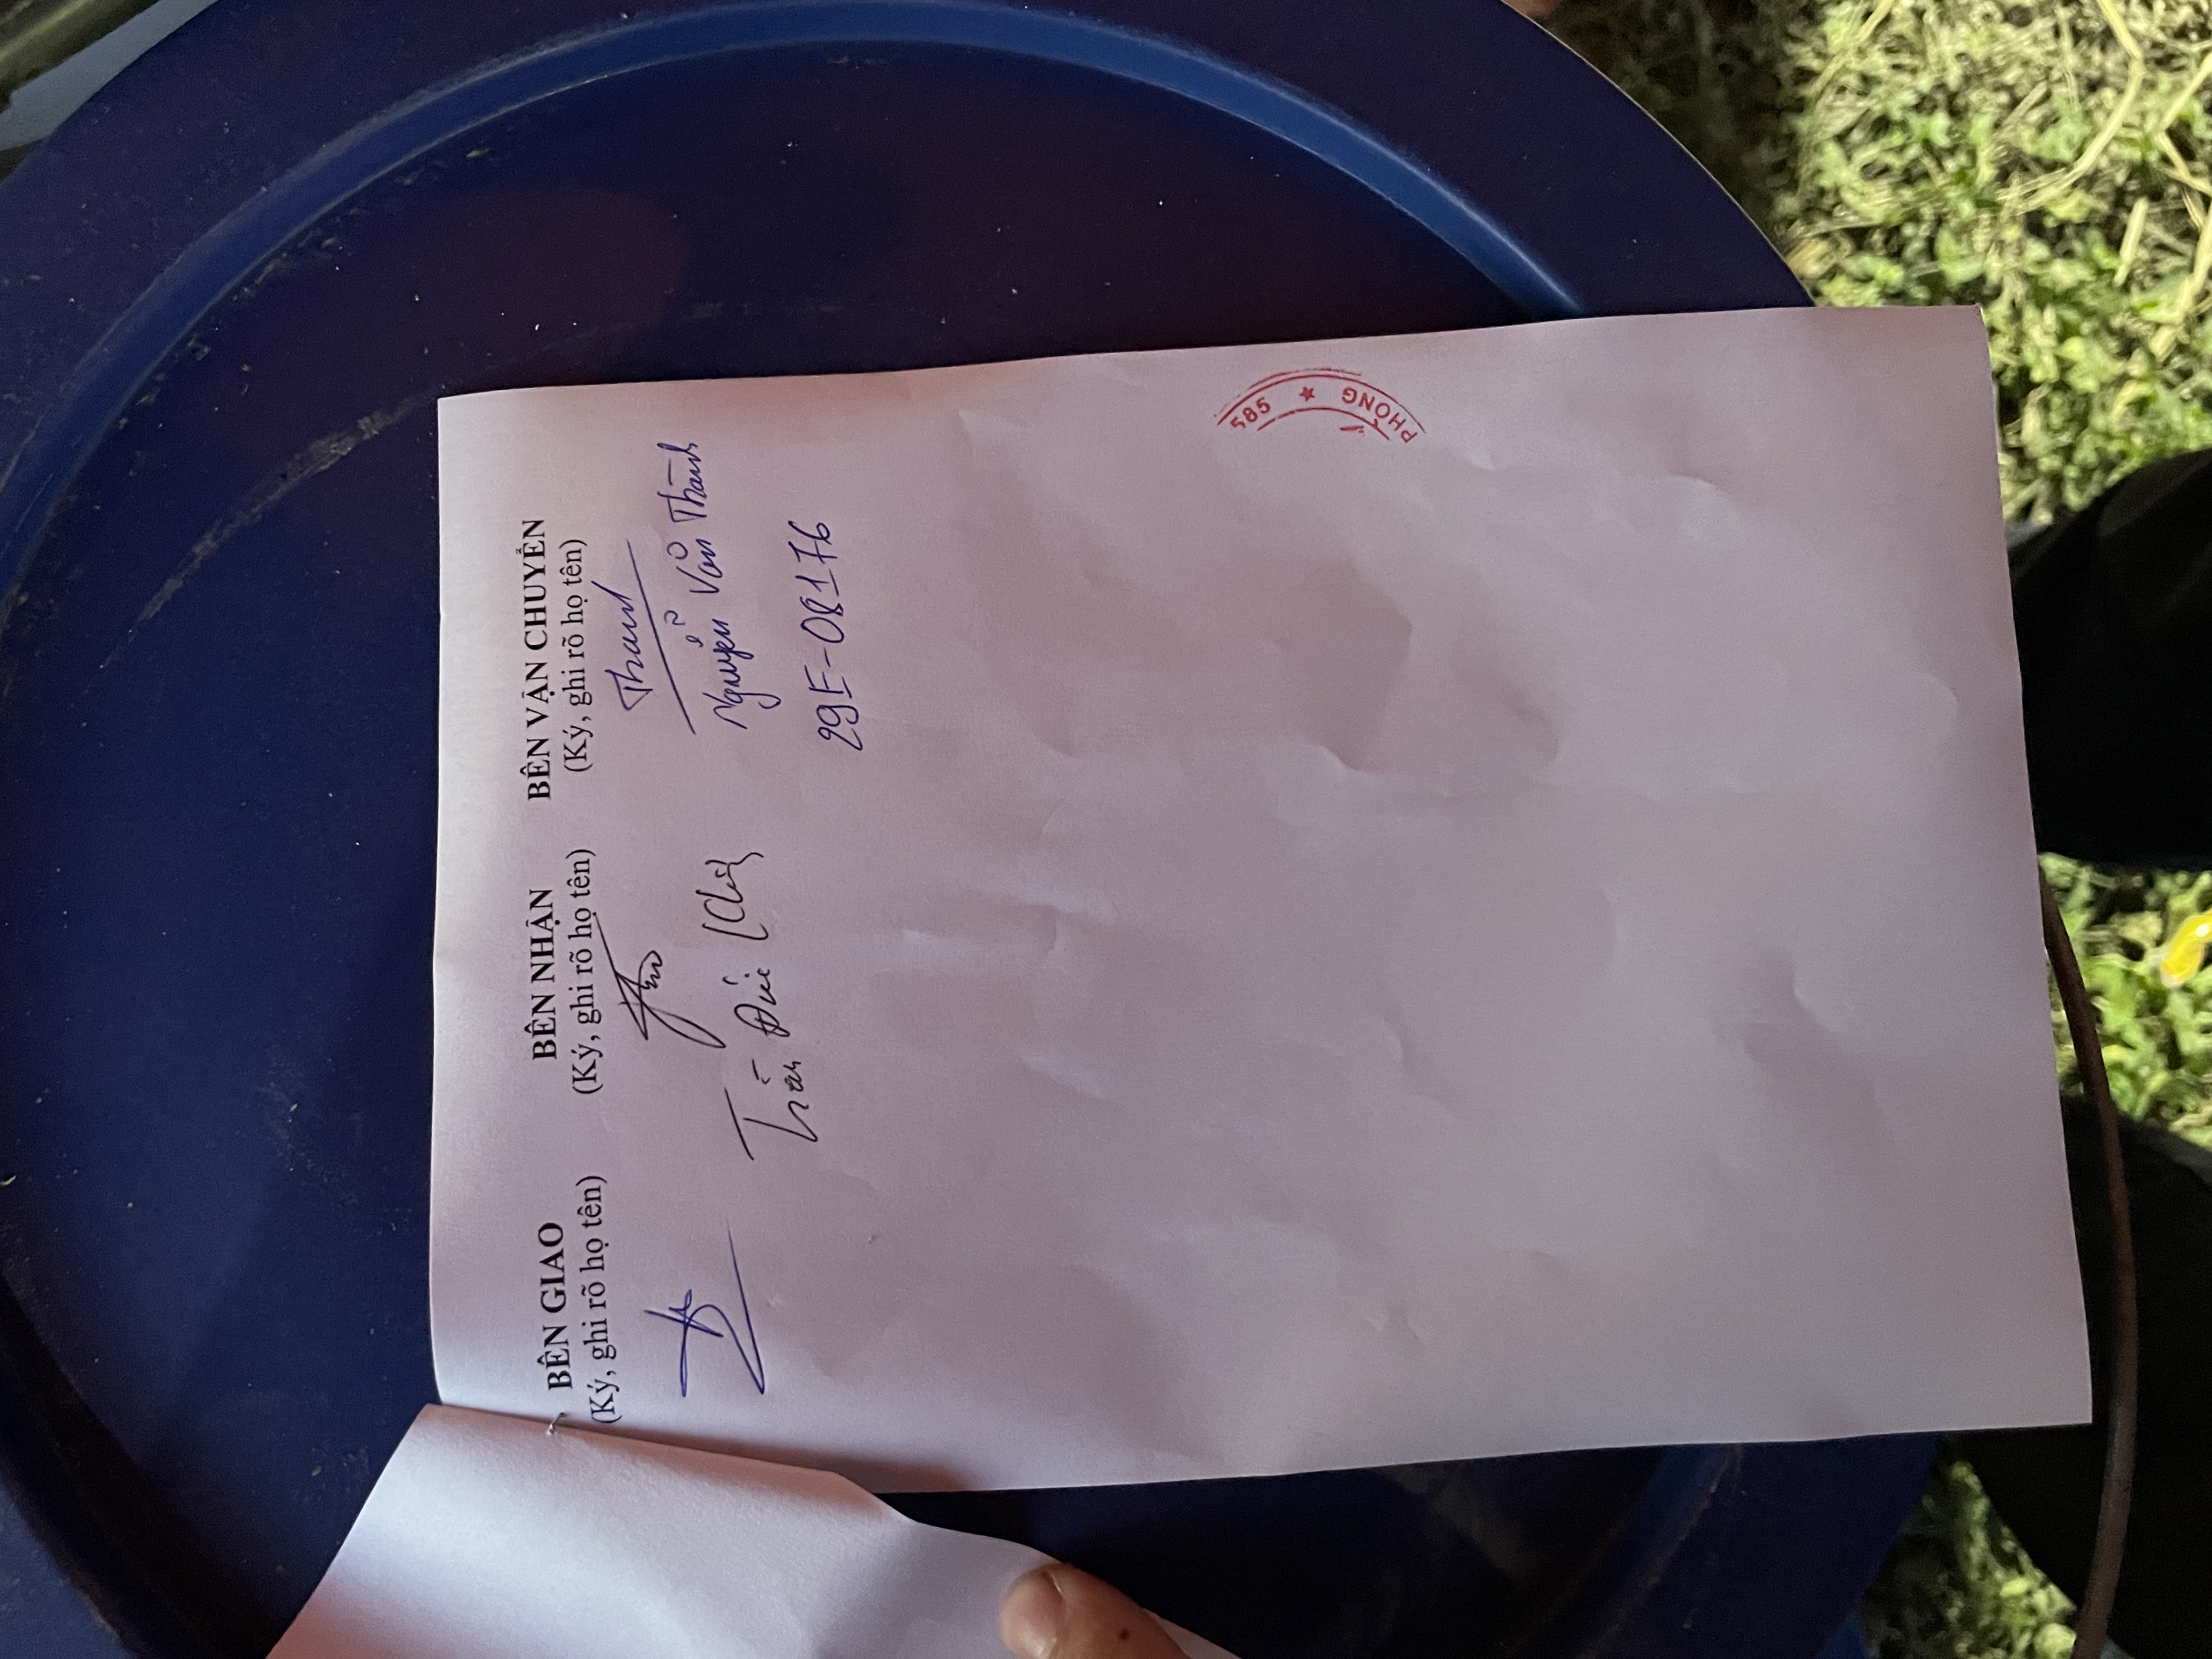 BÊN GIAO
(Ký, ghi rõ họ tên)
BÊN NHẬN
(Ký, ghi rõ họ tên)
Trần Đức
BÊN VẬN CHUYỂN
(Ký, ghi rõ họ tên)
Thanh
Nguyễn Văn Thành
29E-08176
585 ★ PHÒNG